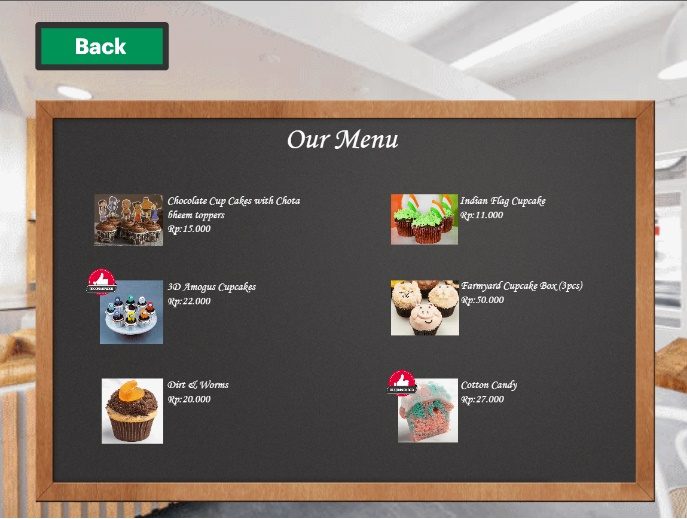 Back
Our Menu
Chocolate Cup Cakes with Chota
bheem toppers
Rp:15.000
Indian Flag Cupcake
Rp:11.000
3D Amogus Cupcakes
Rp:22.000
Farmyard Cupcake Box (3pcs)
Rp:50.000
Dirt & Worms
Rp:20.000
Cotton Candy
Rp:27.000